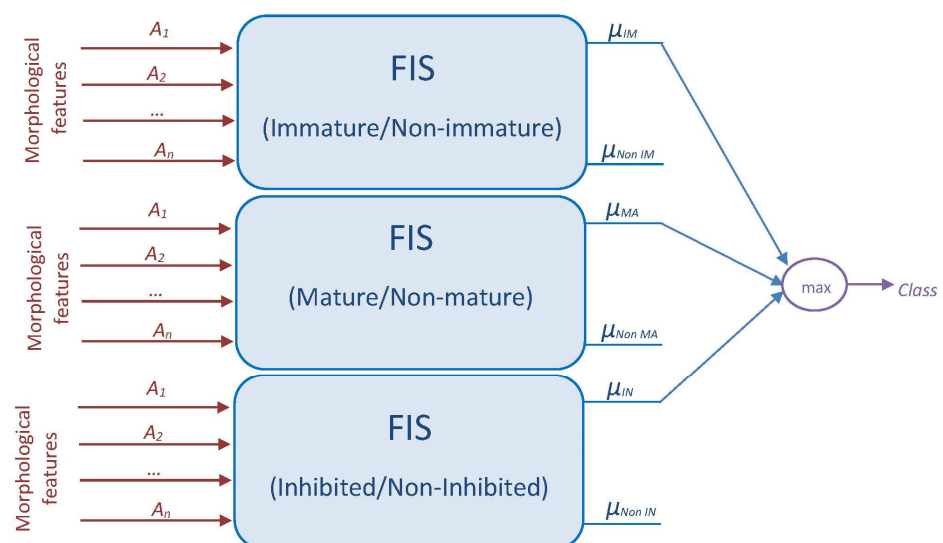 Morphological
features
A1
A2
...
An
FIS
(Immature/Non-immature)
μIM
μNon IM
Morphological
features
A1
A2
...
An
FIS
(Mature/Non-mature)
μMA
μNon MA
max
Class
Morphological
features
A1
A2
...
An
FIS
(Inhibited/Non-Inhibited)
μIN
μNon IN